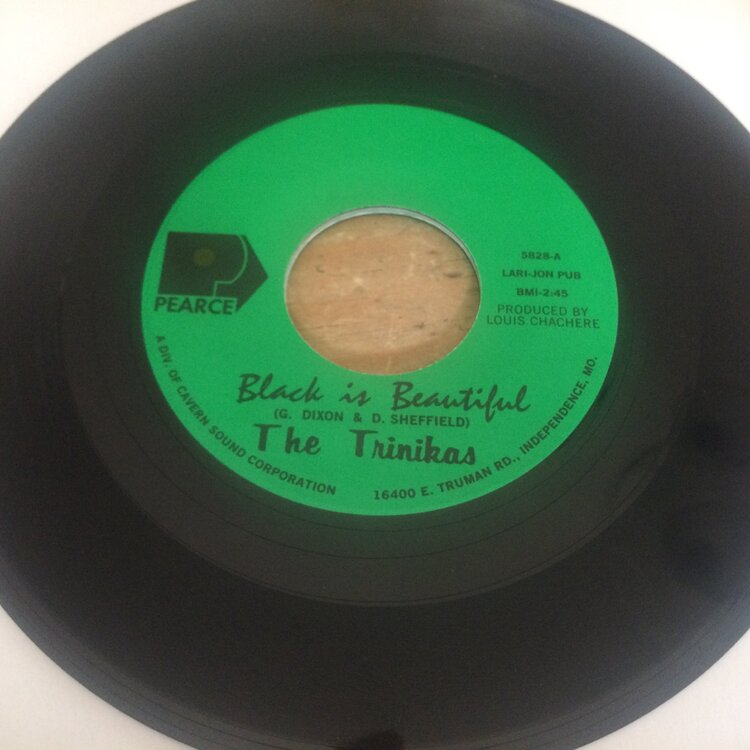 PEARCE
5828-A
LARI-JON PUB
BMI-2:45
PRODUCED BY
LOUIS CHACHERE
Black is Beautiful
(G. DIXON & D. SHEFFIELD)
The Trinikas
A DIV. OF CAVERN SOUND CORPORATION 16400 E. TRUMAN RD., INDEPENDENCE, MO.